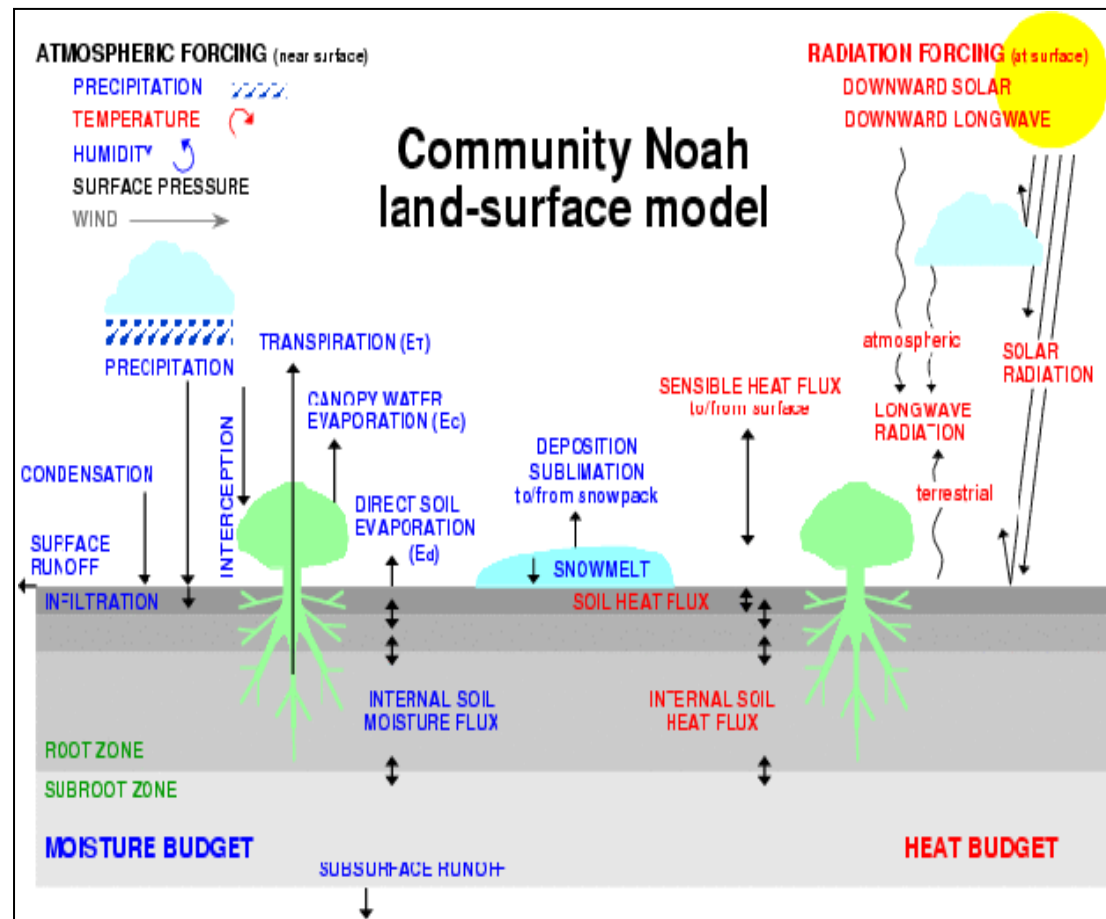 ATMOSPHERIC FORCING (near surface)
PRECIPITATION
TEMPERATURE
HUMIDITY
SURFACE PRESSURE
WIND
RADIATION FORCING (at surface)
DOWNWARD SOLAR
DOWNWARD LONGWAVE
Community Noah
land-surface model
PRECIPITATION
TRANSPIRATION (ET)
CANOPY WATER
EVAPORATION (Ec)
INTERCEPTION
CONDENSATION
DIRECT SOIL
EVAPORATION
(Ed)
SURFACE
RUNOFF
INFILTRATION
DEPOSITION
SUBLIMATION
to/from snowpack
SNOWMELT
SENSIBLE HEAT FLUX
to/from surface
atmospheric
LONGWAVE
RADIATION
terrestrial
SOLAR
RADIATION
SOIL HEAT FLUX
INTERNAL SOIL
MOISTURE FLUX
INTERNAL SOIL
HEAT FLUX
ROOT ZONE
SUBROOT ZONE
MOISTURE BUDGET
HEAT BUDGET
SUBSURFACE RUNOFF